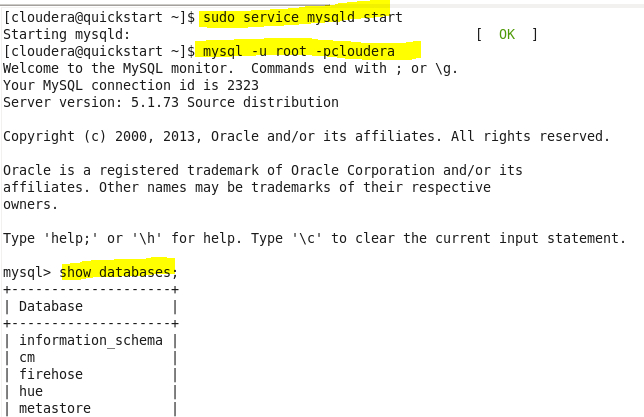 [cloudera@quickstart ~]$ sudo service mysqld start
Starting mysqld:                                           [  OK  ]
[cloudera@quickstart ~]$ mysql -u root -pcloudera
Welcome to the MySQL monitor.  Commands end with ; or \g.
Your MySQL connection id is 2323
Server version: 5.1.73 Source distribution

Copyright (c) 2000, 2013, Oracle and/or its affiliates. All rights reserved.

Oracle is a registered trademark of Oracle Corporation and/or its
affiliates. Other names may be trademarks of their respective
owners.

Type 'help;' or '\h' for help. Type '\c' to clear the current input statement.

mysql> show databases;
+--------------------+
| Database           |
+--------------------+
| information_schema |
| cm                 |
| firehose           |
| hue                |
| metastore          |